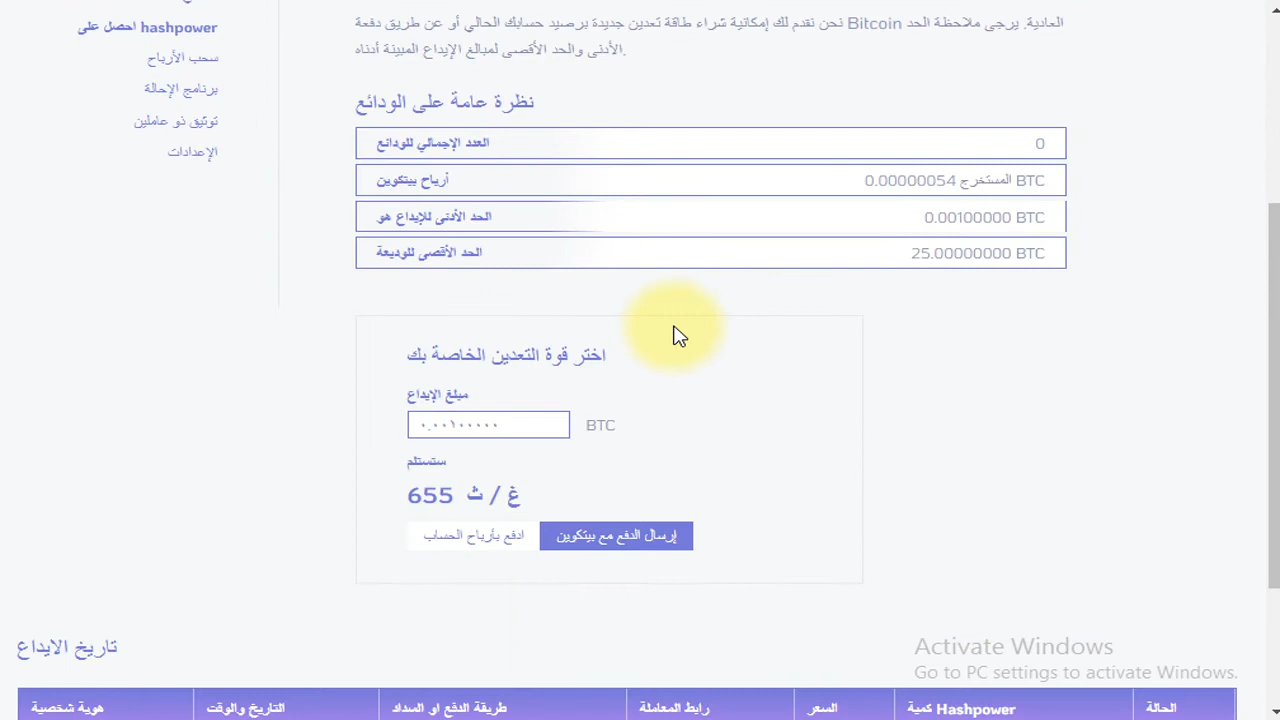 احصل على hashpower
سحب الأرباح
برنامج الإحالة
توثيق ذو عاملين
الإعدادات
نحن نقدم لك إمكانية شراء طاقة تعدين جديدة برصيد حسابك الحالي أو عن طريق دفعة Bitcoin العادية. يرجى ملاحظة الحد
الأدنى والحد الأقصى لمبالغ الإيداع المبينة أدناه.
نظرة عامة على الودائع
العدد الإجمالي للودائع 0
أرباح بيتكوين المستخرج 0.00000054 BTC
الحد الأدنى للإيداع هو 0.00100000 BTC
الحد الأقصى للوديعة 25.00000000 BTC
اختر قوة التعدين الخاصة بك
مبلغ الإيداع
٠.٠٠١٠٠٠٠٠ BTC
ستستلم
655 غ / ث
ادفع بأرباح الحساب إرسال الدفع مع بيتكوين
تاريخ الايداع
Activate Windows
Go to PC settings to activate Windows.
هوية شخصية التاريخ والوقت طريقة الدفع او السداد رابط المعاملة السعر كمية Hashpower الحالة